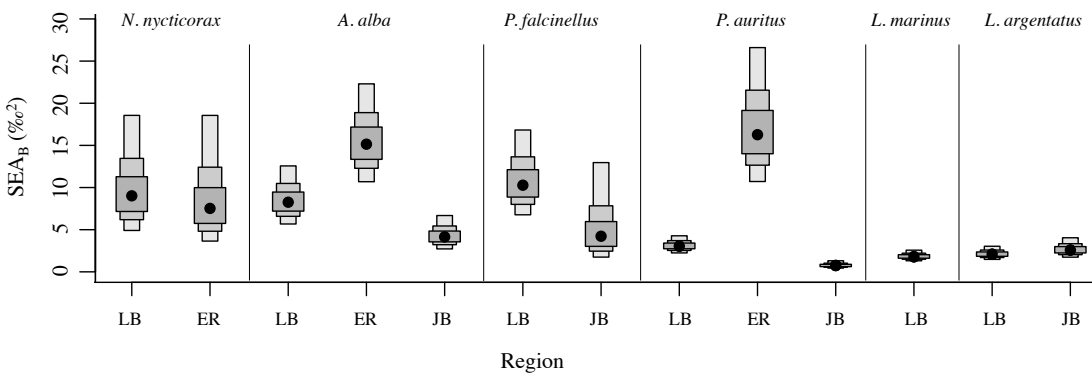 N. nycticorax A. alba P. falcinellus P. auritus L. marinus L. argentatus
SEA_B (‰²)
30
25
20
15
10
5
0
LB ER LB ER JB LB JB LB ER JB LB LB JB
Region